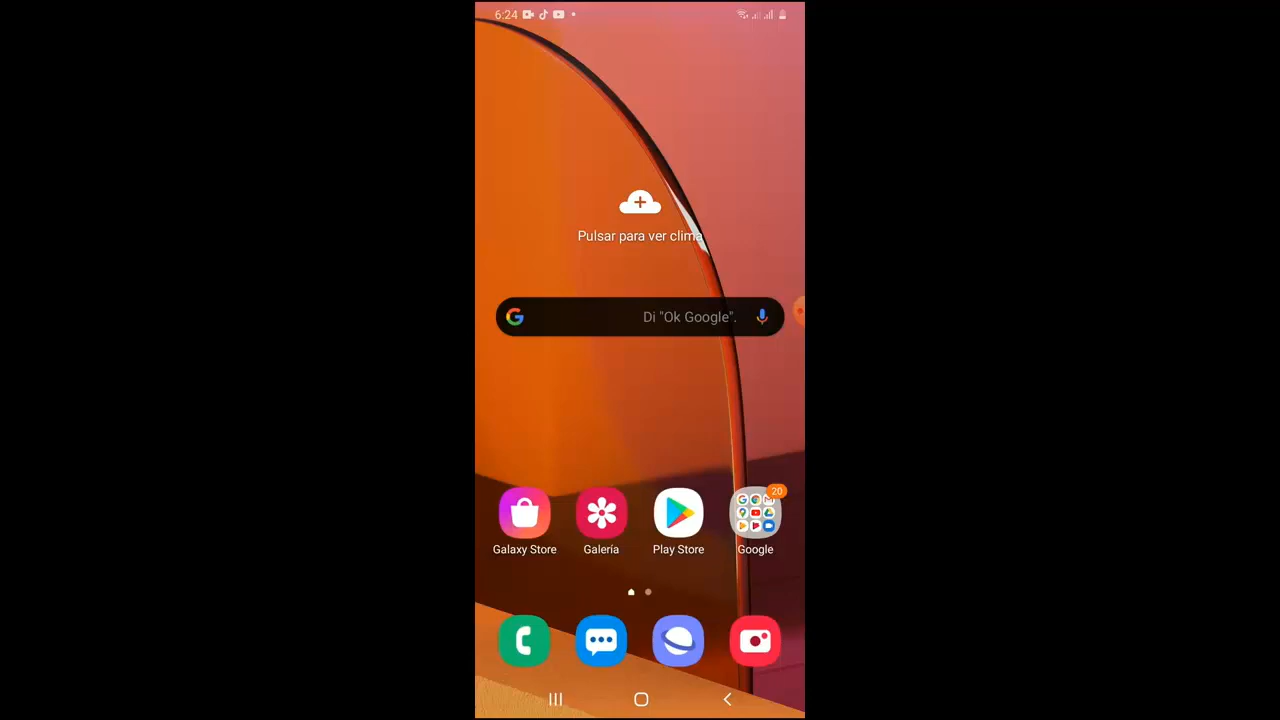 6:24
Pulsar para ver clima
Di "Ok Google".
20
Galaxy Store
Galería
Play Store
Google